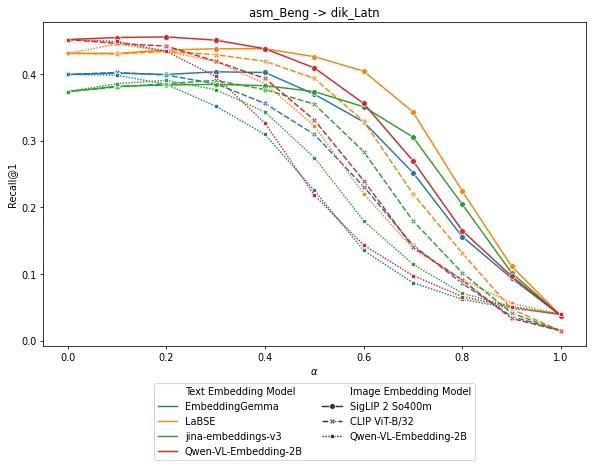 asm_Beng -> dik_Latn
Recall@1
0.4
0.3
0.2
0.1
0.0
0.0 0.2 0.4 0.6 0.8 1.0
α
Text Embedding Model Image Embedding Model
EmbeddingGemma SigLIP 2 So400m
LaBSE CLIP ViT-B/32
jina-embeddings-v3 Qwen-VL-Embedding-2B
Qwen-VL-Embedding-2B